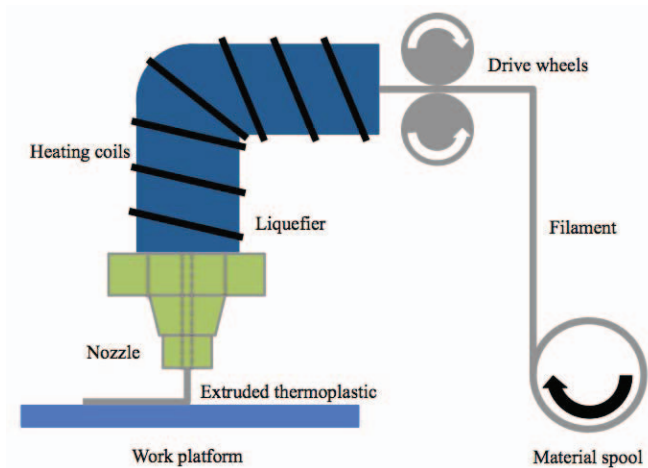 Drive wheels
Heating coils
Liquefier
Filament
Nozzle
Extruded thermoplastic
Work platform
Material spool